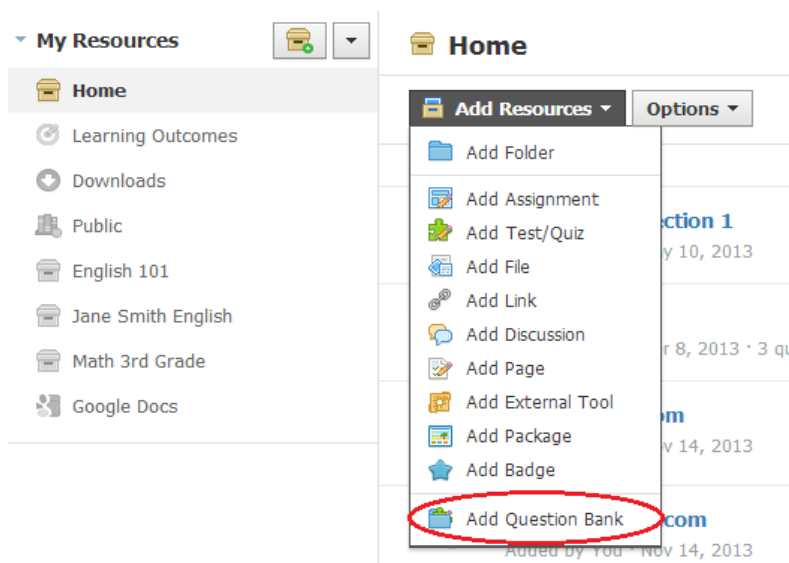 My Resources
Home
Learning Outcomes
Downloads
Public
English 101
Jane Smith English
Math 3rd Grade
Google Docs
Home
Add Resources
Options
Add Folder
Add Assignment
Add Test/Quiz
Add File
Add Link
Add Discussion
Add Page
Add External Tool
Add Package
Add Badge
Add Question Bank
ction 1
y 10, 2013
r 8, 2013 · 3 qu
om
v 14, 2013
com
Added by You · Nov 14, 2013